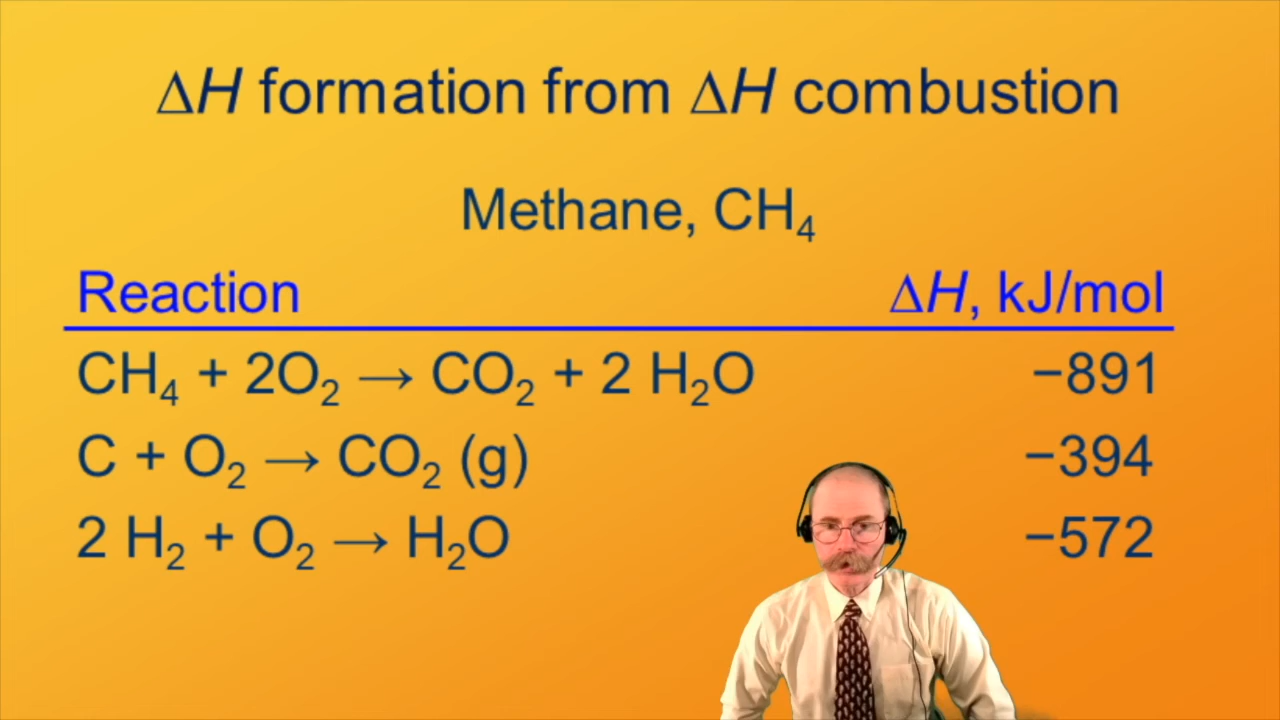 ΔH formation from ΔH combustion
Methane, CH₄
Reaction ΔH, kJ/mol
CH₄ + 2O₂ → CO₂ + 2 H₂O −891
C + O₂ → CO₂ (g) −394
2 H₂ + O₂ → H₂O −572